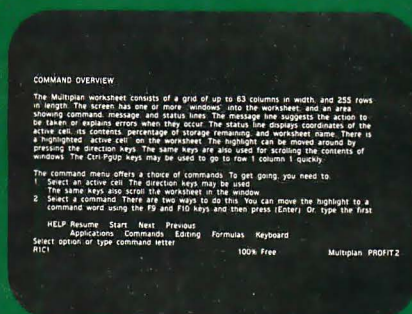 COMMAND OVERVIEW
The Multiplan worksheet consists of a grid of up to 63 columns in width, and 255 rows
in length. The screen has one or more "windows" into the worksheet, and an area
showing command, message, and status lines. The message line suggests the action to
be taken or explains errors when they occur. The status line displays coordinates of the
active cell, its contents, percentage of storage remaining, and worksheet name. There is
a highlighted "active cell" on the worksheet. The highlight can be moved around by
pressing the direction keys. The same keys are also used for scrolling the contents of
windows. The Ctrl-PgUp keys may be used to go to row 1 column 1 quickly.
The command menu offers a choice of commands. To get going, you need to:
1 Select an active cell. The direction keys may be used.
The same keys also scroll the worksheet in the window.
2 Select a command. There are two ways to do this. You can move the highlight to a
command word using the F9 and F10 keys and then press (Enter). Or, type the first
HELP Resume Start Next Previous
Applications Commands Editing Formulas Keyboard
Select option or type command letter
R1C1 100% Free Multiplan PROFIT2